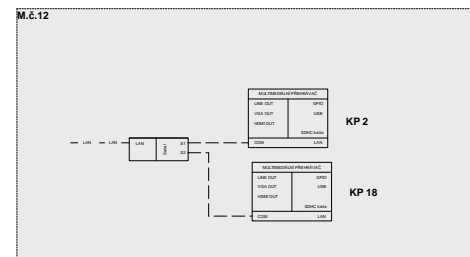 M.č.12
MULTIMEDIÁLNÍ PŘEHRÁVAČ
LINE OUT GPIO
VGA OUT USB
HDMI OUT
SDHC karta
COM LAN
KP 2
LAN LAN LAN Serial S1
S2
MULTIMEDIÁLNÍ PŘEHRÁVAČ
LINE OUT GPIO
VGA OUT USB
HDMI OUT
SDHC karta
COM LAN
KP 18